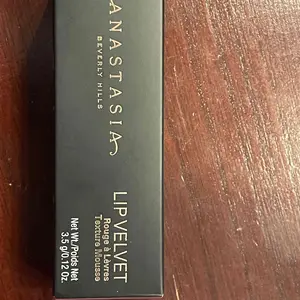 ANASTASIA
BEVERLY HILLS
LIP VELVET
Rouge à Lèvres
Texture Mousse
Net Wt./Poids Net
3.5 g/0.12 Oz.